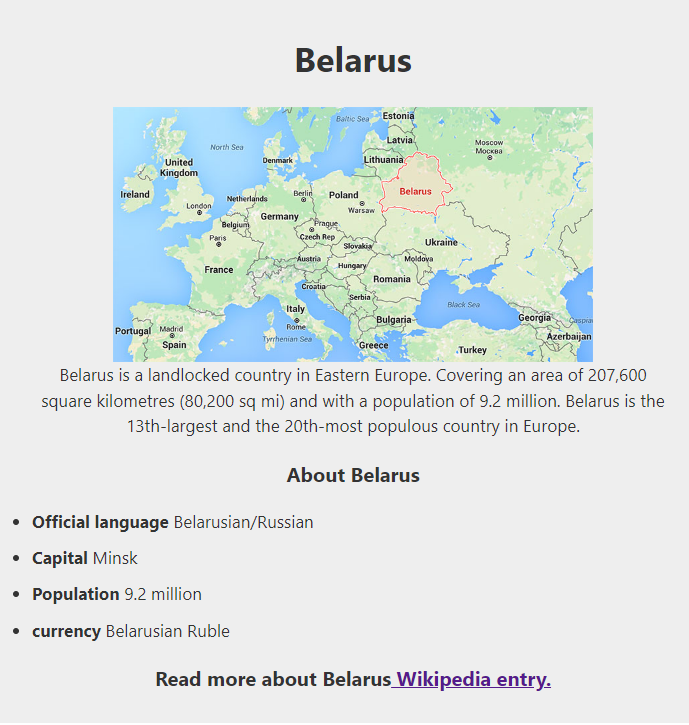 Belarus
Baltic Sea
Estonia
North Sea
Latvia
Moscow
Москва
Denmark
Lithuania
United
Kingdom
Ireland
Belarus
Netherlands
Berlin
Poland
London
Warsaw
Germany
Belgium
Prague
Paris
Czech Rep
Ukraine
Slovakia
Austria
Moldova
France
Hungary
Romania
Croatia
Serbia
Italy
Black Sea
Bulgaria
Georgia
Rome
Portugal
Madrid
Azerbaijan
Tyrrhenian Sea
Spain
Greece
Turkey
Belarus is a landlocked country in Eastern Europe. Covering an area of 207,600
square kilometres (80,200 sq mi) and with a population of 9.2 million. Belarus is the
13th-largest and the 20th-most populous country in Europe.
About Belarus
Official language Belarusian/Russian
Capital Minsk
Population 9.2 million
currency Belarusian Ruble
Read more about Belarus Wikipedia entry.